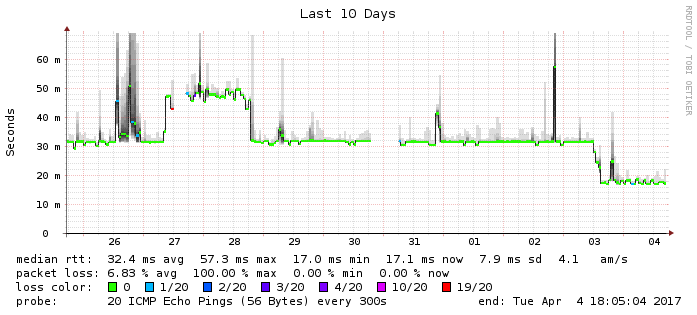 Last 10 Days
RRDTOOL / TOBI OETIKER
Seconds
60 m
50 m
40 m
30 m
20 m
10 m
0
26 27 28 29 30 31 01 02 03 04
median rtt: 32.4 ms avg 57.3 ms max 17.0 ms min 17.1 ms now 7.9 ms sd 4.1 am/s
packet loss: 6.83 % avg 100.00 % max 0.00 % min 0.00 % now
loss color: 0 1/20 2/20 3/20 4/20 10/20 19/20
probe: 20 ICMP Echo Pings (56 Bytes) every 300s end: Tue Apr 4 18:05:04 2017